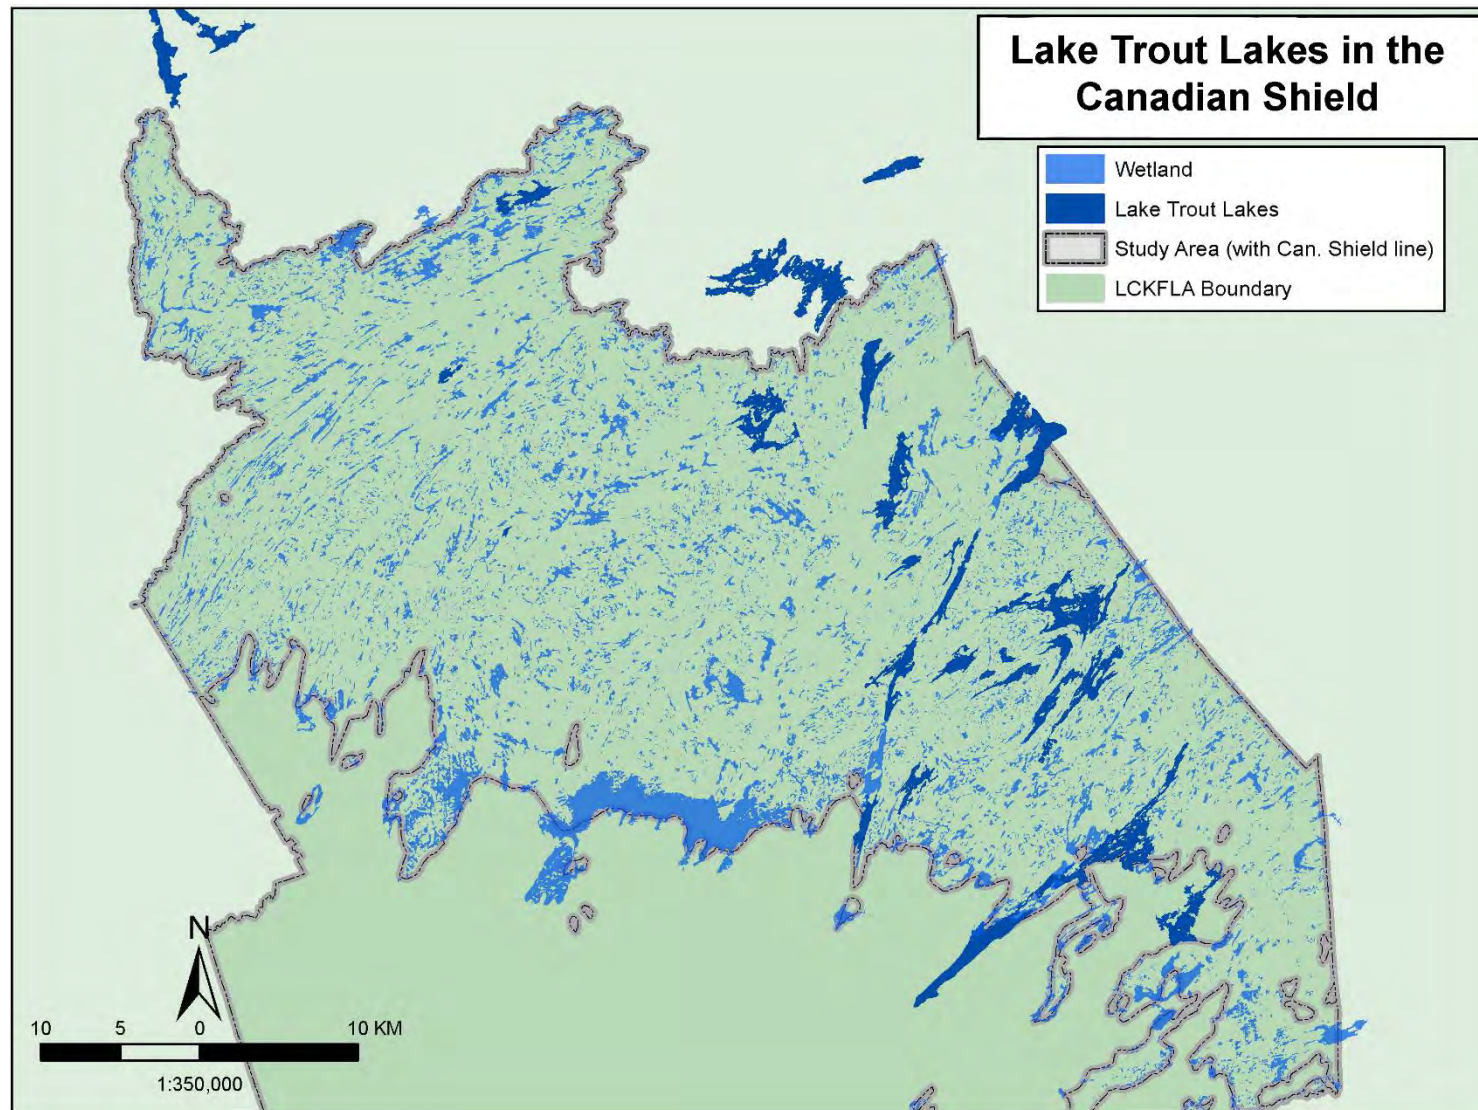 Lake Trout Lakes in the
Canadian Shield
Wetland
Lake Trout Lakes
Study Area (with Can. Shield line)
LCKFLA Boundary
N
10 5 0 10 KM
1:350,000